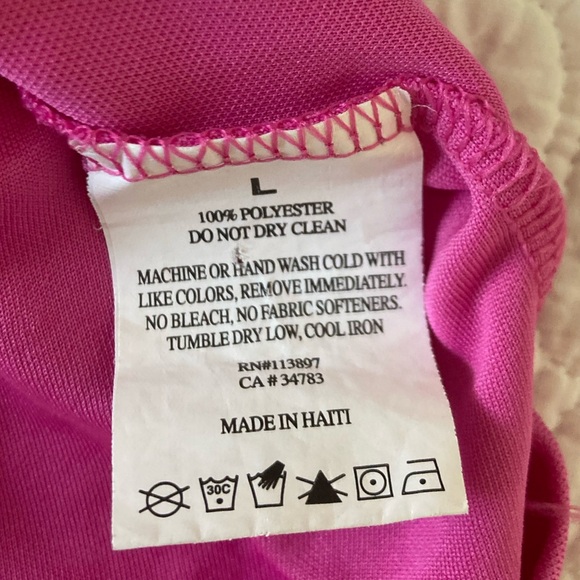 L
100% POLYESTER
DO NOT DRY CLEAN
MACHINE OR HAND WASH COLD WITH
LIKE COLORS, REMOVE IMMEDIATELY.
NO BLEACH, NO FABRIC SOFTENERS.
TUMBLE DRY LOW, COOL IRON
RN#113897
CA # 34783
MADE IN HAITI
30C